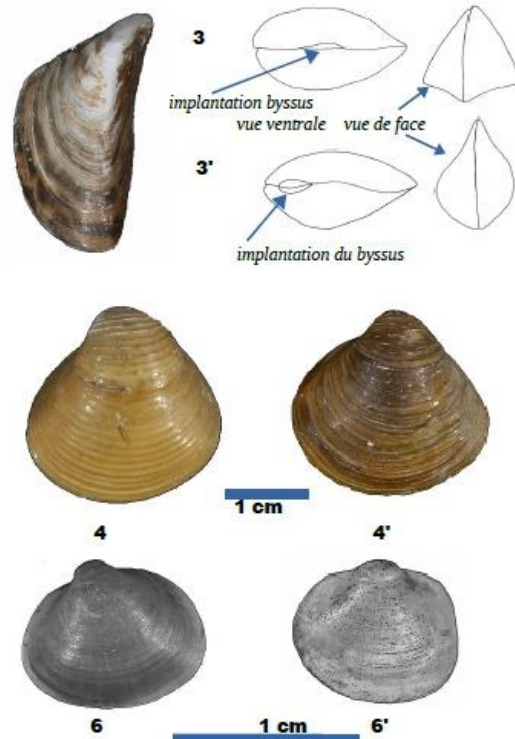 3
implantation byssus
vue ventrale vue de face
3'
implantation du byssus
1 cm
4 4'
6 1 cm 6'